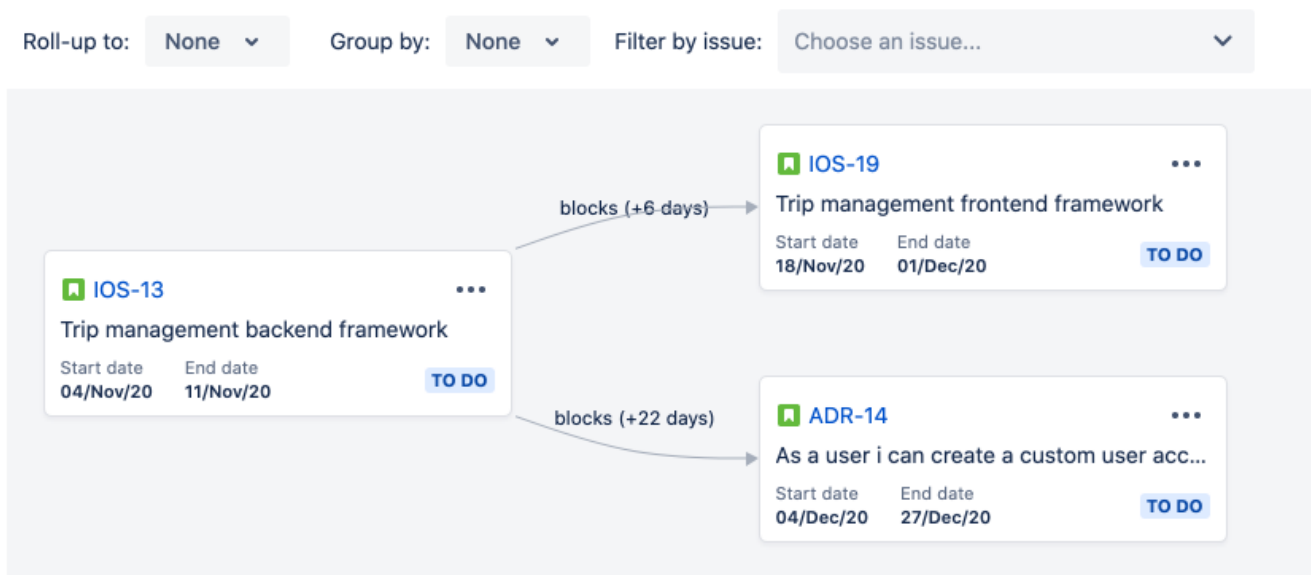 Roll-up to: None Group by: None Filter by issue: Choose an issue...
IOS-19
blocks (+6 days)
Trip management frontend framework
Start date End date
18/Nov/20 01/Dec/20 TO DO
IOS-13
Trip management backend framework
Start date End date
04/Nov/20 11/Nov/20 TO DO
blocks (+22 days)
ADR-14
As a user i can create a custom user acc...
Start date End date
04/Dec/20 27/Dec/20 TO DO